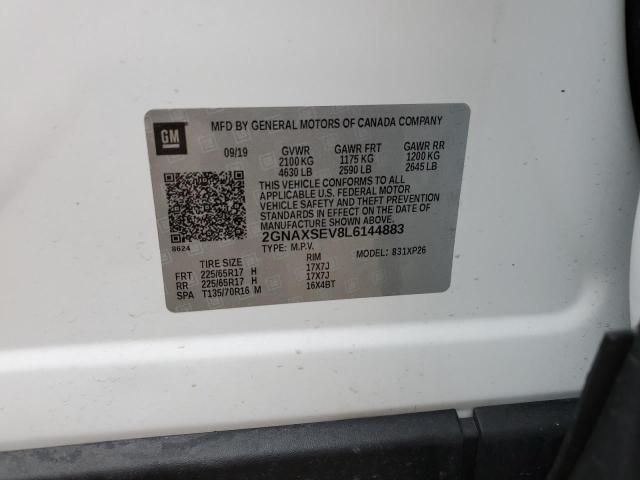 GM
MFD BY GENERAL MOTORS OF CANADA COMPANY
09/19 GVWR GAWR FRT GAWR RR
2100 KG 1175 KG 1200 KG
4630 LB 2590 LB 2645 LB
THIS VEHICLE CONFORMS TO ALL
APPLICABLE U.S. FEDERAL MOTOR
VEHICLE SAFETY, BUMPER, AND THEFT
PREVENTION STANDARDS IN EFFECT ON THE DATE OF
MANUFACTURE SHOWN ABOVE.
2GNAXSEV8L6144883
8624
TYPE: M.P.V. MODEL: 831XP26
TIRE SIZE RIM
FRT 225/65R17 H 17X7J
RR 225/65R17 H 17X7J
SPA T135/70R16 M 16X4BT